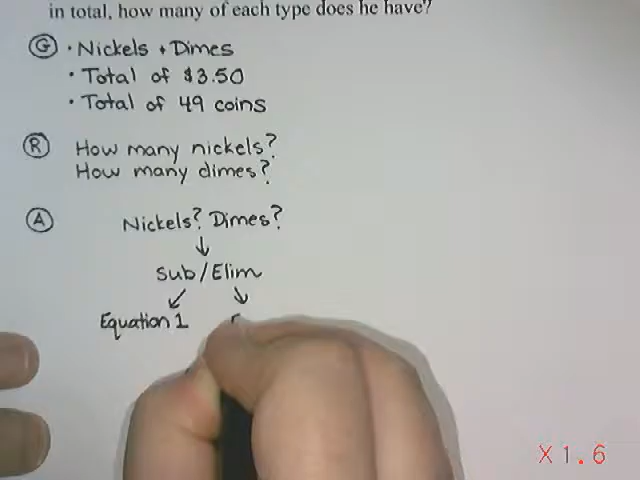 in total, how many of each type does he have?
G • Nickels + Dimes
• Total of $3.50
• Total of 49 coins
R How many nickels?
How many dimes?
A Nickels? Dimes?
↓
Sub/Elim
↙ ↘
Equation 1
X1.6